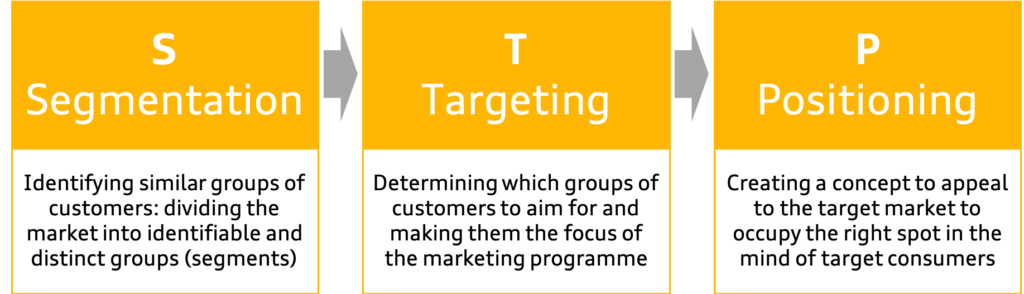 S
Segmentation
Identifying similar groups of
customers: dividing the
market into identifiable and
distinct groups (segments)
T
Targeting
Determining which groups of
customers to aim for and
making them the focus of
the marketing programme
P
Positioning
Creating a concept to appeal
to the target market to
occupy the right spot in the
mind of target consumers